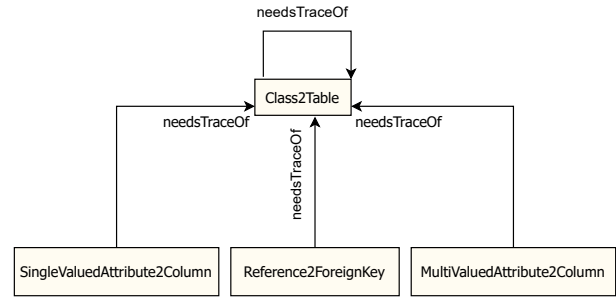 needsTraceOf
Class2Table
needsTraceOf
needsTraceOf
needsTraceOf
SingleValuedAttribute2Column
Reference2ForeignKey
MultiValuedAttribute2Column